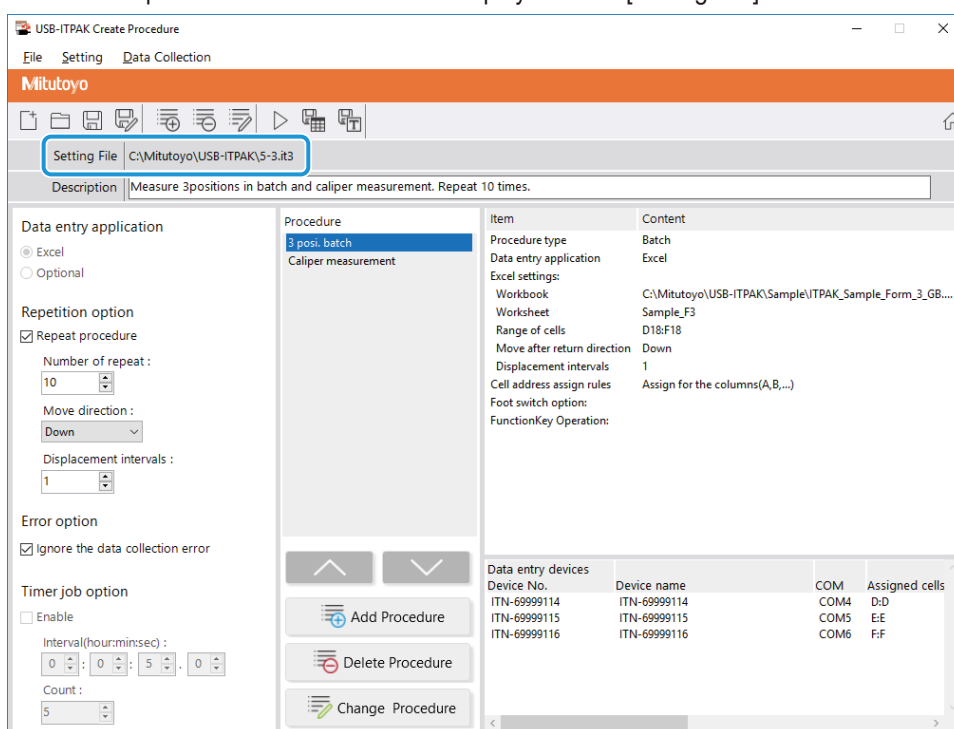 USB-ITPAK Create Procedure
File Setting Data Collection
Mitutoyo
Setting File C:\Mitutoyo\USB-ITPAK\5-3.it3
Description Measure 3positions in batch and caliper measurement. Repeat 10 times.
Data entry application
Excel
Optional
Repetition option
Repeat procedure
Number of repeat :
10
Move direction :
Down
Displacement intervals :
1
Error option
Ignore the data collection error
Timer job option
Enable
Interval(hour:min:sec) :
0 : 0 : 5 . 0
Count :
5
Procedure
3 posi. batch
Caliper measurement
Add Procedure
Delete Procedure
Change Procedure
Item Content
Procedure type Batch
Data entry application Excel
Excel settings:
Workbook C:\Mitutoyo\USB-ITPAK\Sample\ITPAK_Sample_Form_3_GB....
Worksheet Sample_F3
Range of cells D18:F18
Move after return direction Down
Displacement intervals 1
Cell address assign rules Assign for the columns(A,B,...)
Foot switch option:
FunctionKey Operation:
Data entry devices
Device No. Device name COM Assigned cells
ITN-69999114 ITN-69999114 COM4 D:D
ITN-69999115 ITN-69999115 COM5 E:E
ITN-69999116 ITN-69999116 COM6 F:F